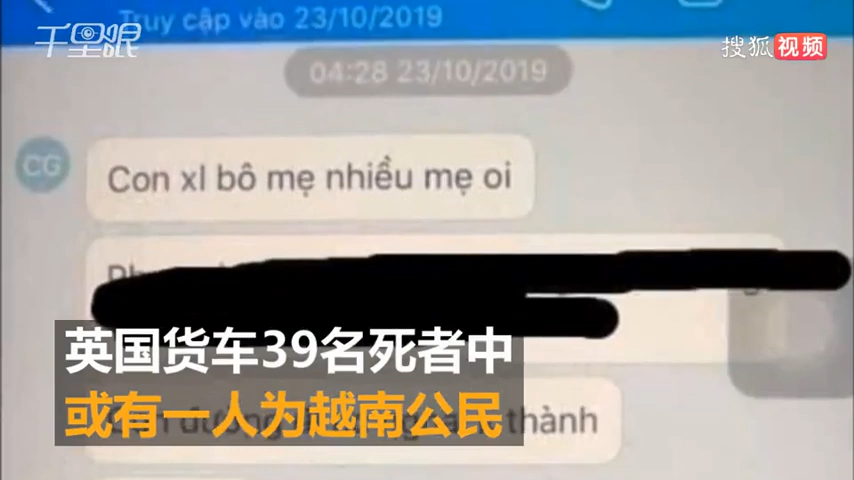 Truy cập vào 23/10/2019
千里眼
搜狐视频
04:28 23/10/2019
CG
Con xl bô mẹ nhiều mẹ oi
英国货车39名死者中
或有一人为越南公民
thành